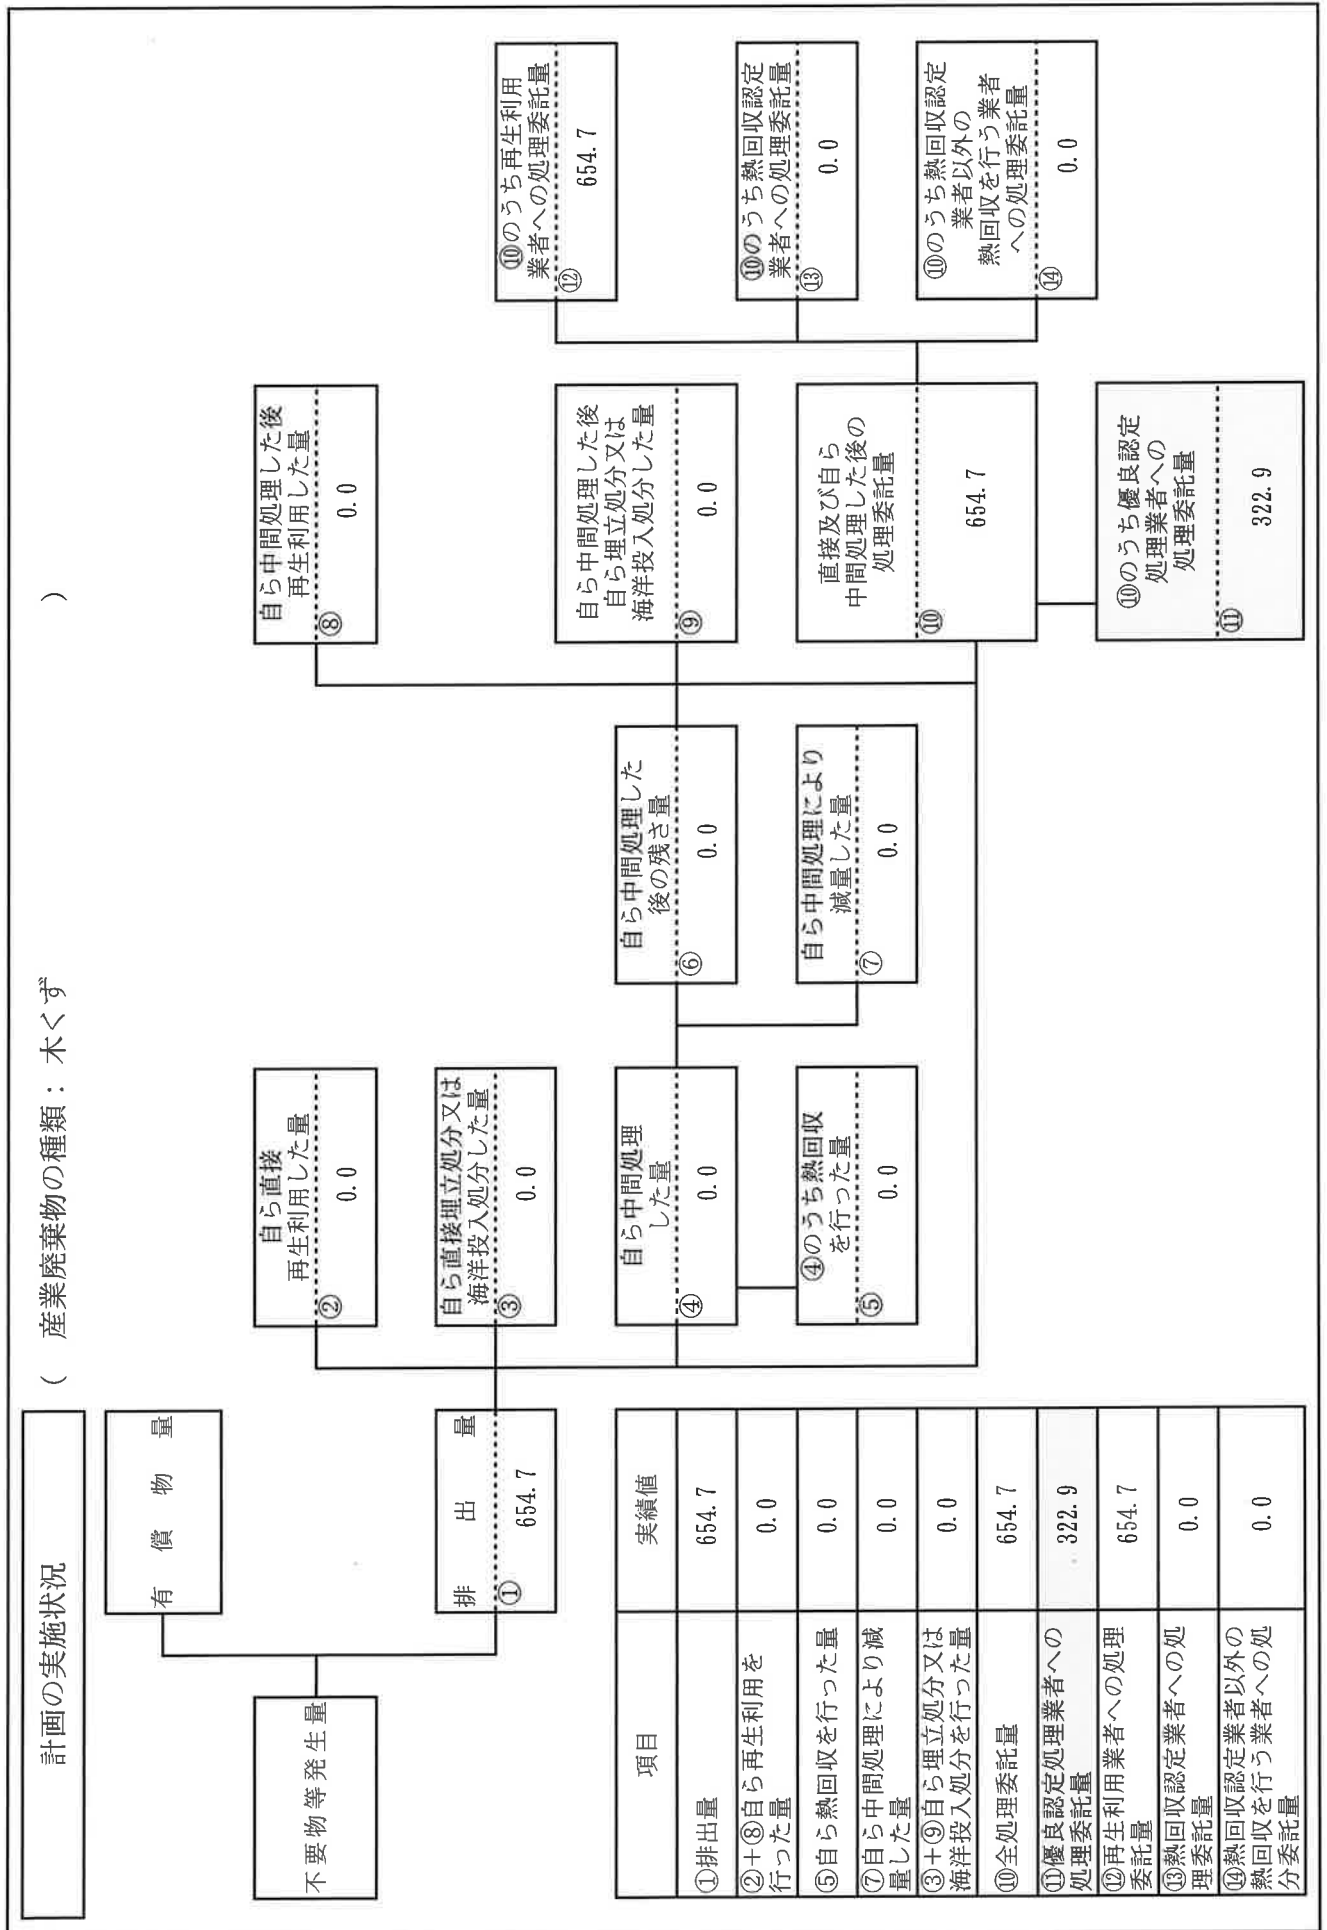 計画の実施状況
（　産業廃棄物の種類：木くず　）
不要物等発生量
有　償　物　量
排　出　量
①
654.7
自ら直接
再生利用した量
②
0.0
自ら直接埋立処分又は
海洋投入処分した量
③
0.0
自ら中間処理
した量
④
0.0
④のうち熱回収
を行った量
⑤
0.0
自ら中間処理した
後の残さ量
⑥
0.0
自ら中間処理により
減量した量
⑦
0.0
自ら中間処理した後
再生利用した量
⑧
0.0
自ら中間処理した後
自ら埋立処分又は
海洋投入処分した量
⑨
0.0
直接及び自ら
中間処理した後の
処理委託量
⑩
654.7
⑩のうち優良認定
処理業者への
処理委託量
⑪
322.9
⑩のうち再生利用
業者への処理委託量
⑫
654.7
⑩のうち熱回収認定
業者への処理委託量
⑬
0.0
⑩のうち熱回収認定
業者以外の
熱回収を行う業者
への処理委託量
⑭
0.0
項目　実績値
①排出量　654.7
②+⑧自ら再生利用を
行った量　0.0
⑤自ら熱回収を行った量　0.0
⑦自ら中間処理により減
量した量　0.0
③+⑨自ら埋立処分又は
海洋投入処分を行った量　0.0
⑩全処理委託量　654.7
⑪優良認定処理業者への
処理委託量　322.9
⑫再生利用業者への処理
委託量　654.7
⑬熱回収認定業者への処
理委託量　0.0
⑭熱回収認定業者以外の
熱回収を行う業者への処
分委託量　0.0